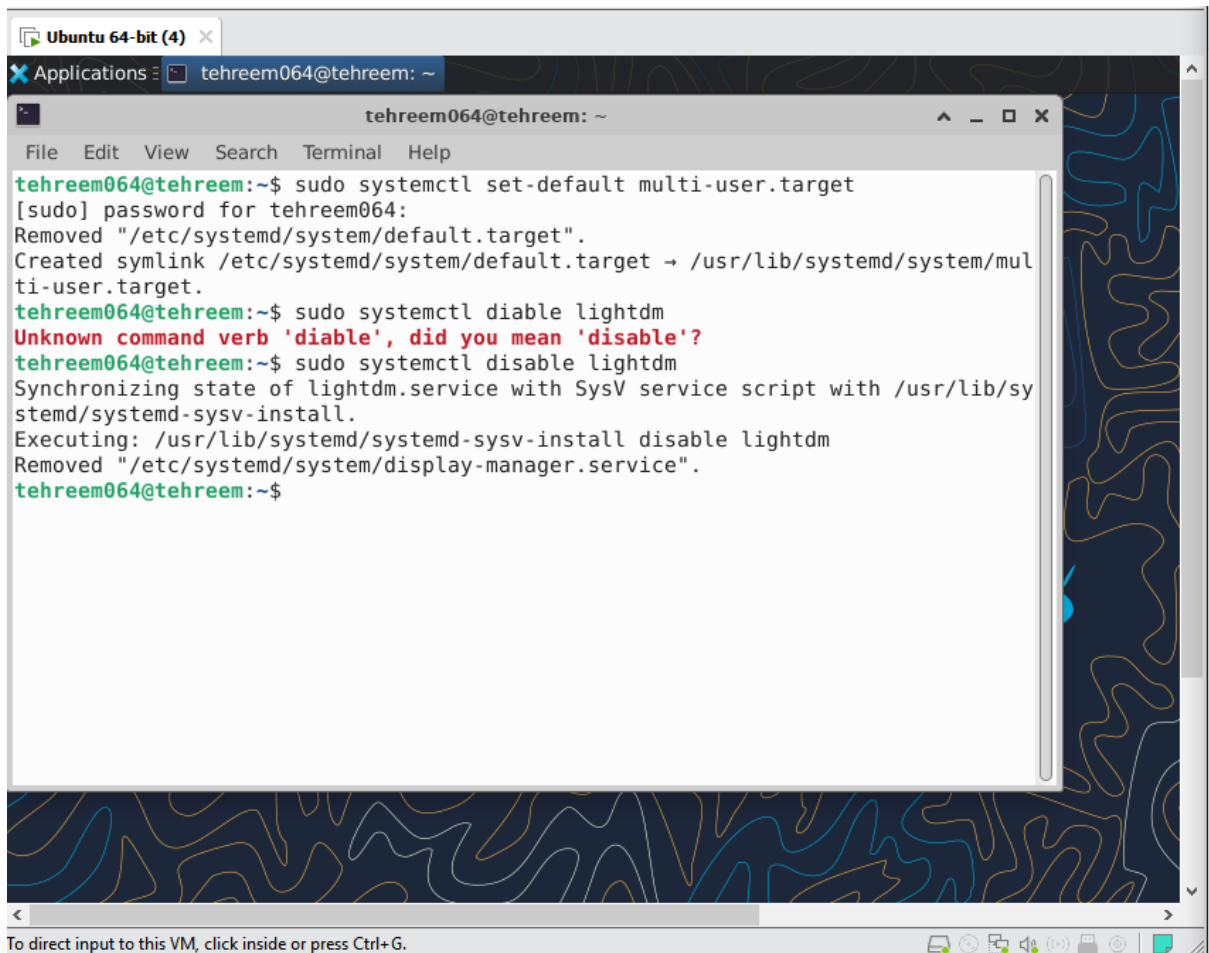 Ubuntu 64-bit (4)
Applications
tehreem064@tehreem: ~
tehreem064@tehreem: ~
File Edit View Search Terminal Help
tehreem064@tehreem:~$ sudo systemctl set-default multi-user.target
[sudo] password for tehreem064:
Removed "/etc/systemd/system/default.target".
Created symlink /etc/systemd/system/default.target → /usr/lib/systemd/system/mul
ti-user.target.
tehreem064@tehreem:~$ sudo systemctl diable lightdm
Unknown command verb 'diable', did you mean 'disable'?
tehreem064@tehreem:~$ sudo systemctl disable lightdm
Synchronizing state of lightdm.service with SysV service script with /usr/lib/sy
stemd/systemd-sysv-install.
Executing: /usr/lib/systemd/systemd-sysv-install disable lightdm
Removed "/etc/systemd/system/display-manager.service".
tehreem064@tehreem:~$
To direct input to this VM, click inside or press Ctrl+G.